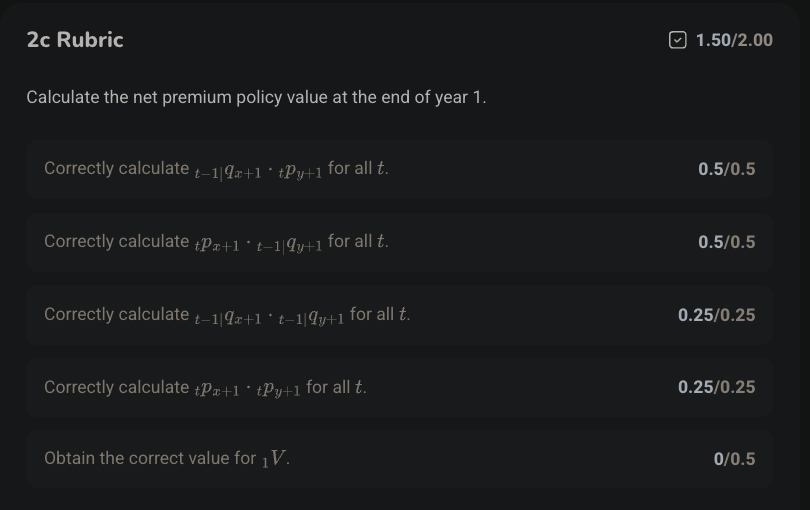 2c Rubric 1.50/2.00
Calculate the net premium policy value at the end of year 1.
Correctly calculate $_{t-1|}q_{x+1} \cdot {}_{t}p_{y+1}$ for all $t$. 0.5/0.5
Correctly calculate $_{t}p_{x+1} \cdot {}_{t-1|}q_{y+1}$ for all $t$. 0.5/0.5
Correctly calculate $_{t-1|}q_{x+1} \cdot {}_{t-1|}q_{y+1}$ for all $t$. 0.25/0.25
Correctly calculate $_{t}p_{x+1} \cdot {}_{t}p_{y+1}$ for all $t$. 0.25/0.25
Obtain the correct value for $_{1}V$. 0/0.5